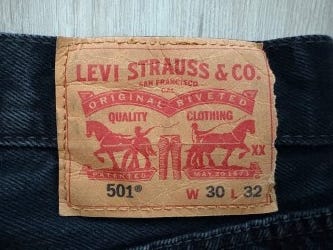 LEVI STRAUSS & CO.
SAN FRANCISCO
CAL.
ORIGINAL RIVETED
QUALITY CLOTHING
XX
PATENTED MAY 20 1873
501® W 30 L 32